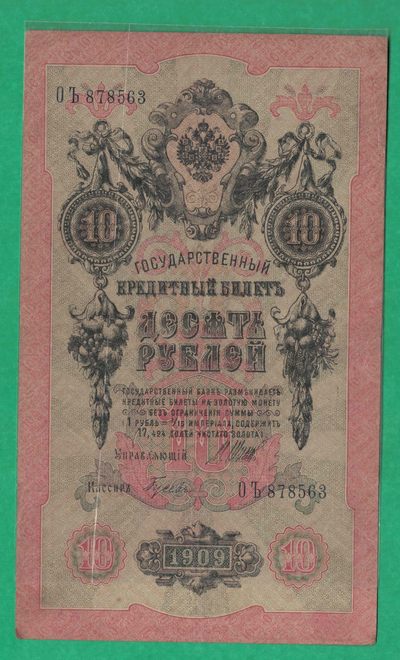 ОЪ 878563
10 10
ГОСУДАРСТВЕННЫЙ
КРЕДИТНЫЙ БИЛЕТЪ
ДЕСЯТЬ
РУБЛЕЙ
ГОСУДАРСТВЕННЫЙ БАНКЪ РАЗМѢНИВАЕТЪ
КРЕДИТНЫЕ БИЛЕТЫ НА ЗОЛОТУЮ МОНЕТУ
БЕЗЪ ОГРАНИЧЕНІЯ СУММЫ
(1 РУБЛЬ = 1/15 ИМПЕРІАЛА, СОДЕРЖИТЪ
17,424 ДОЛЕЙ ЧИСТАГО ЗОЛОТА)
10
Управляющій
Кассиръ
ОЪ 878563
10 1909 10